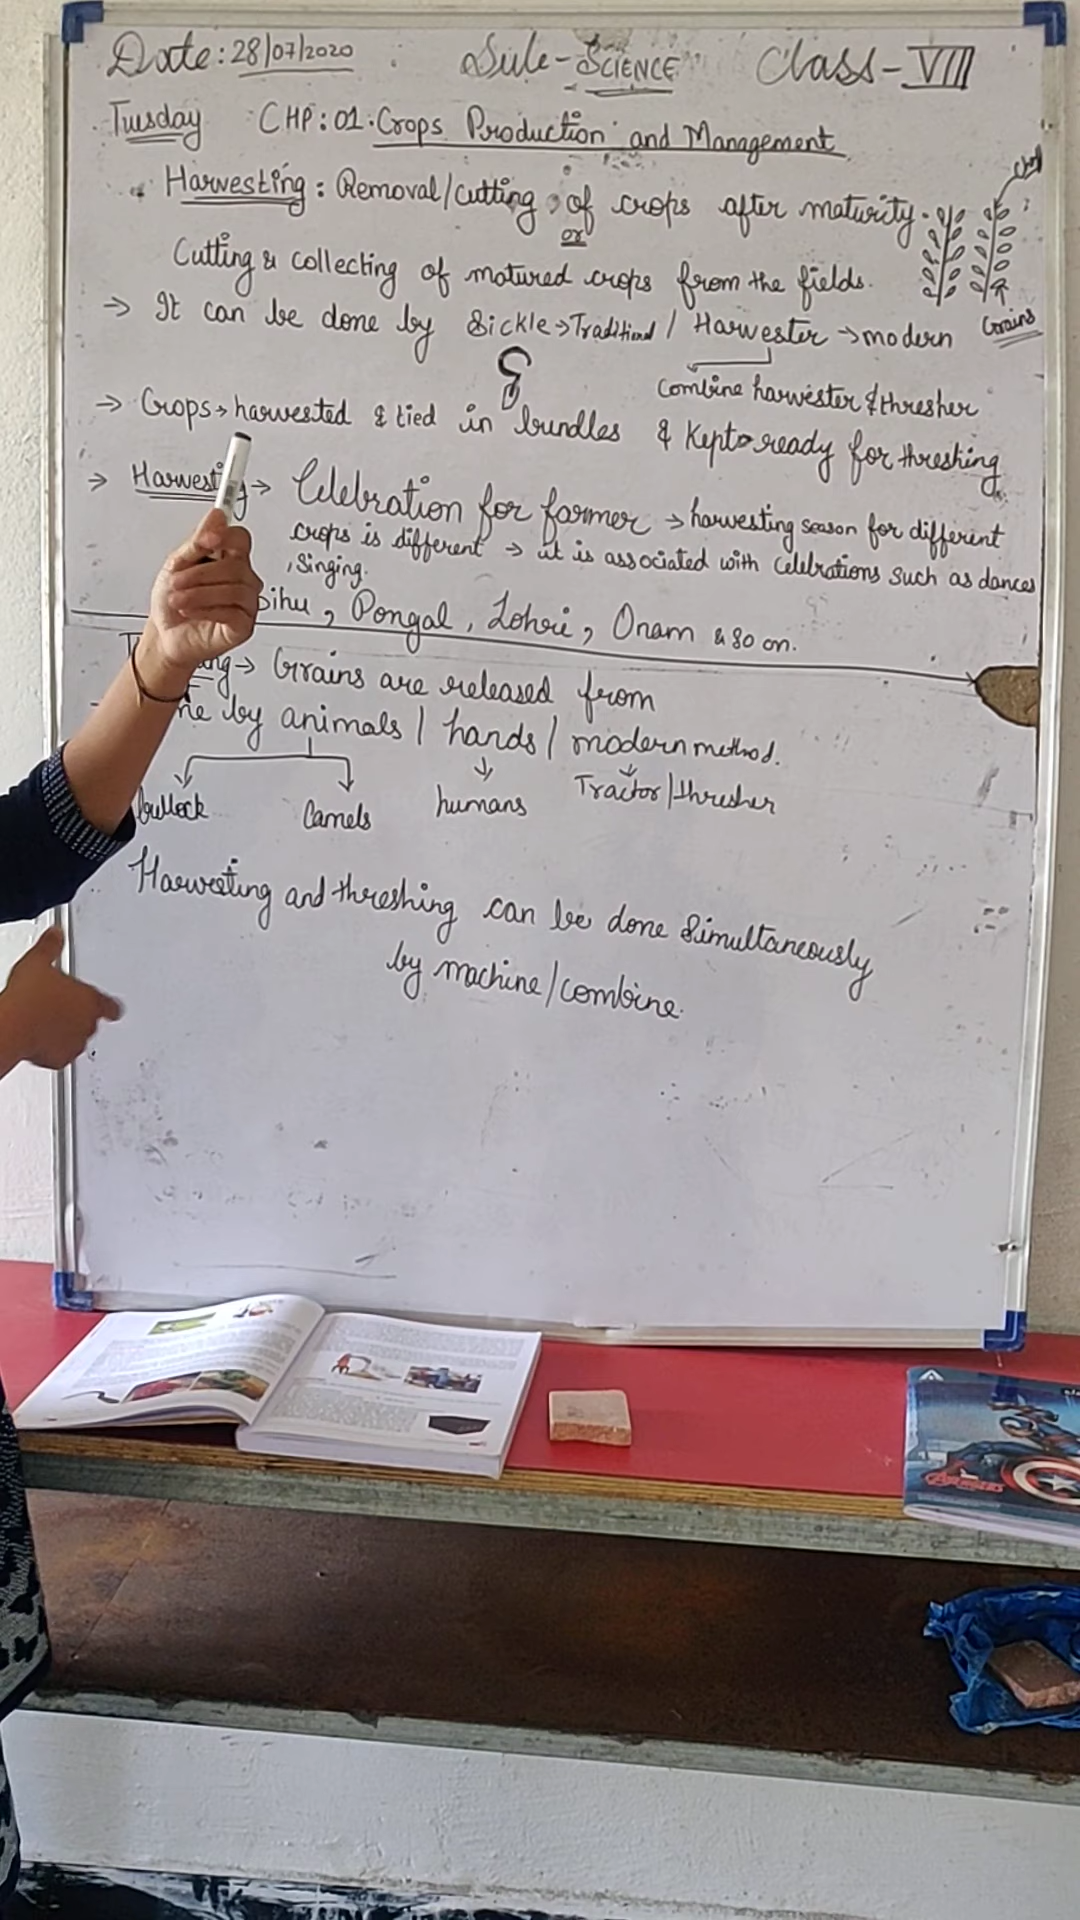 Date: 28/07/2020 Sub:- "SCIENCE" Class - VIII
Tuesday CHP: 01. Crops Production and Management
Harvesting: Removal/Cutting of crops after maturity.
or
Cutting & collecting of matured crops from the fields.
Grains
→ It can be done by Sickle → Traditional / Harvester → modern
Combine harvester & thresher
→ Crops → harvested & tied in bundles & Kept ready for threshing
→ Harvesting → Celebration for farmer → harvesting season for different
crops is different → it is associated with Celebrations such as dances
, Singing.
Bihu, Pongal, Lohri, Onam & so on.
→ Grains are released from
by animals / hands / modern method.
bullock Camels humans Tractor / thresher
Harvesting and threshing can be done Simultaneously
by machine / combine.
AVENGERS